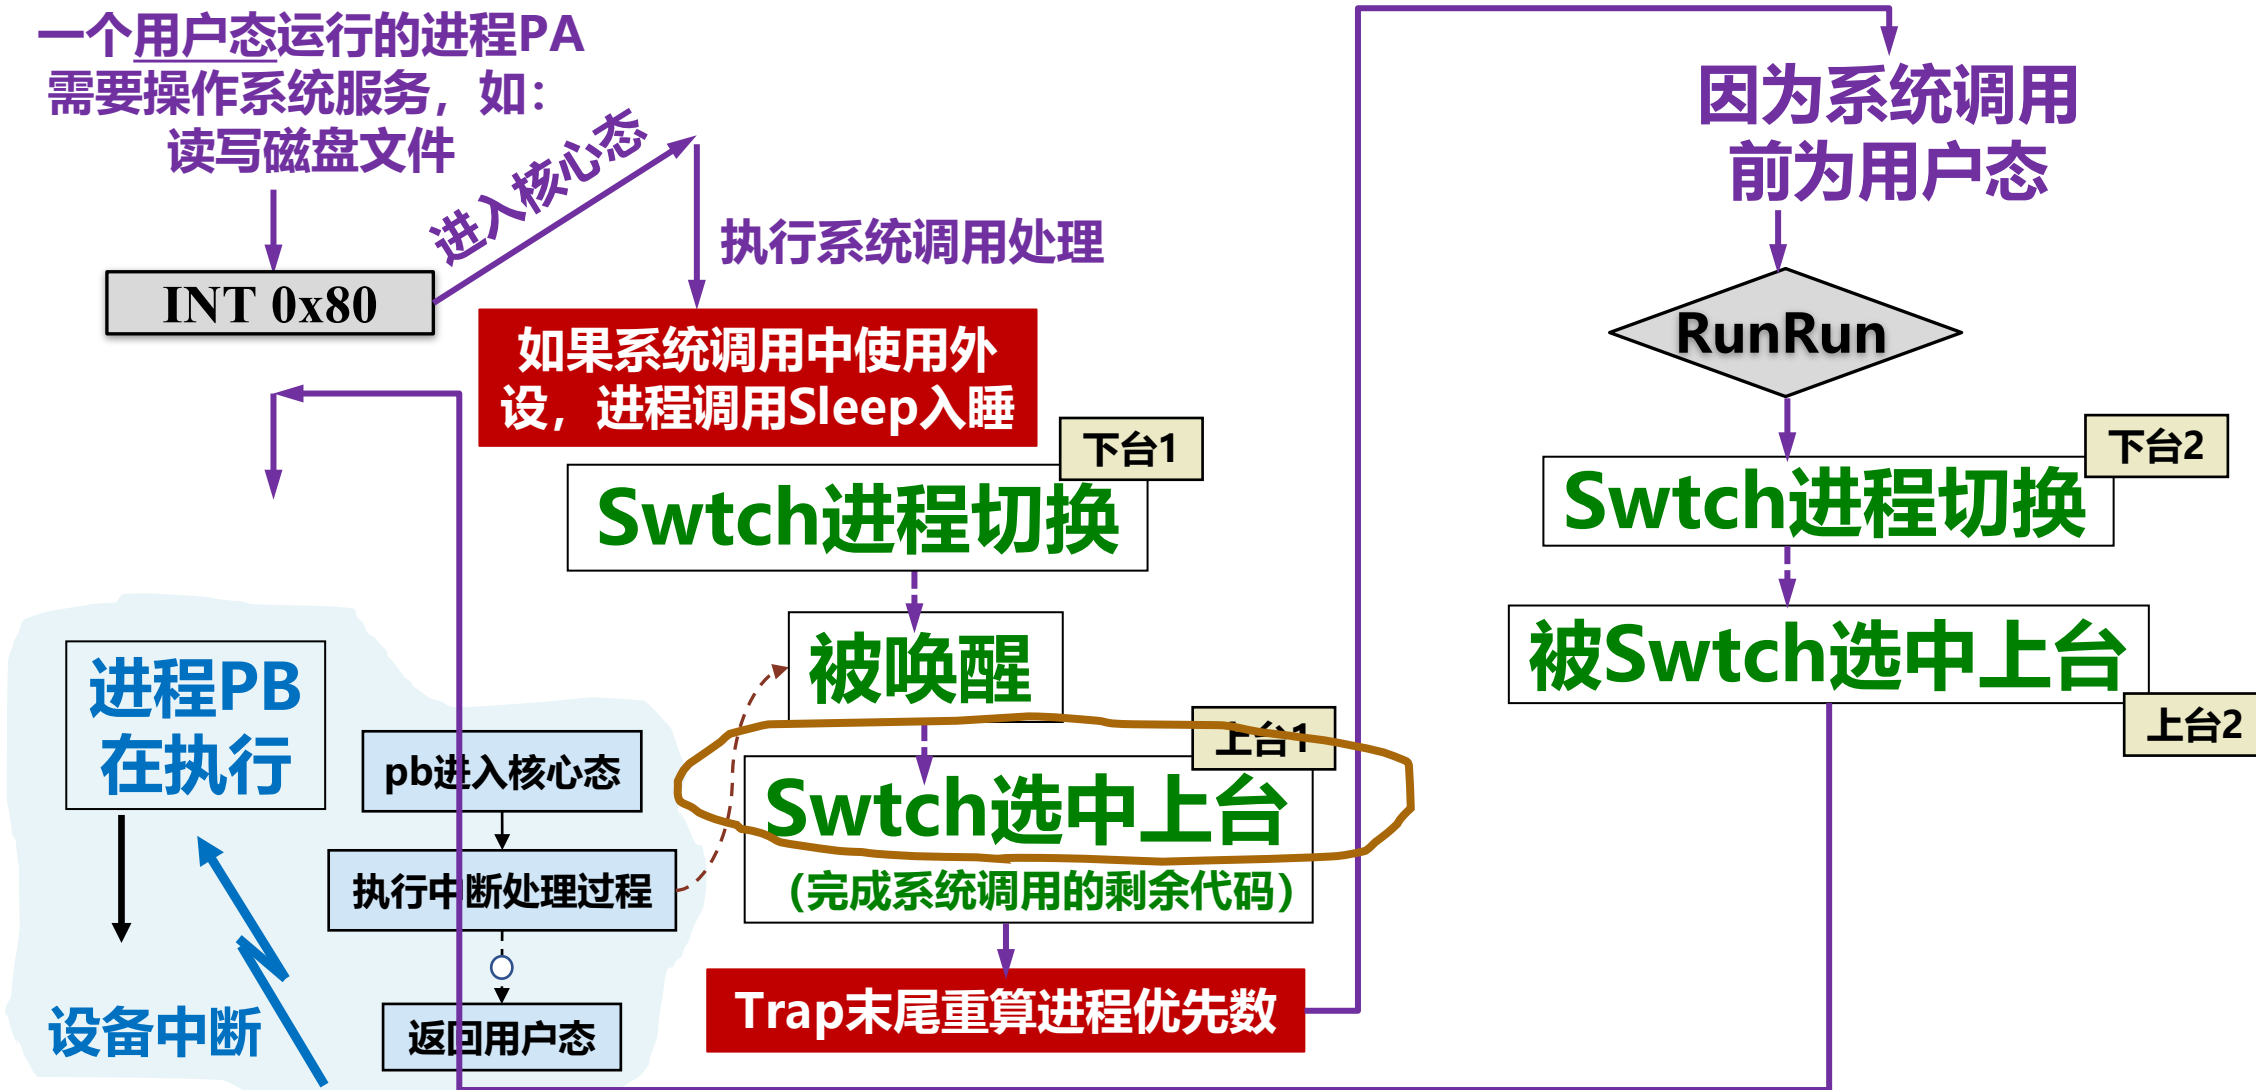 一个用户态运行的进程PA
需要操作系统服务，如：
读写磁盘文件
进入核心态
INT 0x80
执行系统调用处理
如果系统调用中使用外
设，进程调用Sleep入睡
下台1
Swtch进程切换
被唤醒
上台1
Swtch选中上台
（完成系统调用的剩余代码）
Trap末尾重算进程优先数
因为系统调用
前为用户态
RunRun
下台2
Swtch进程切换
被Swtch选中上台
上台2
进程PB
在执行
pb进入核心态
执行中断处理过程
返回用户态
设备中断